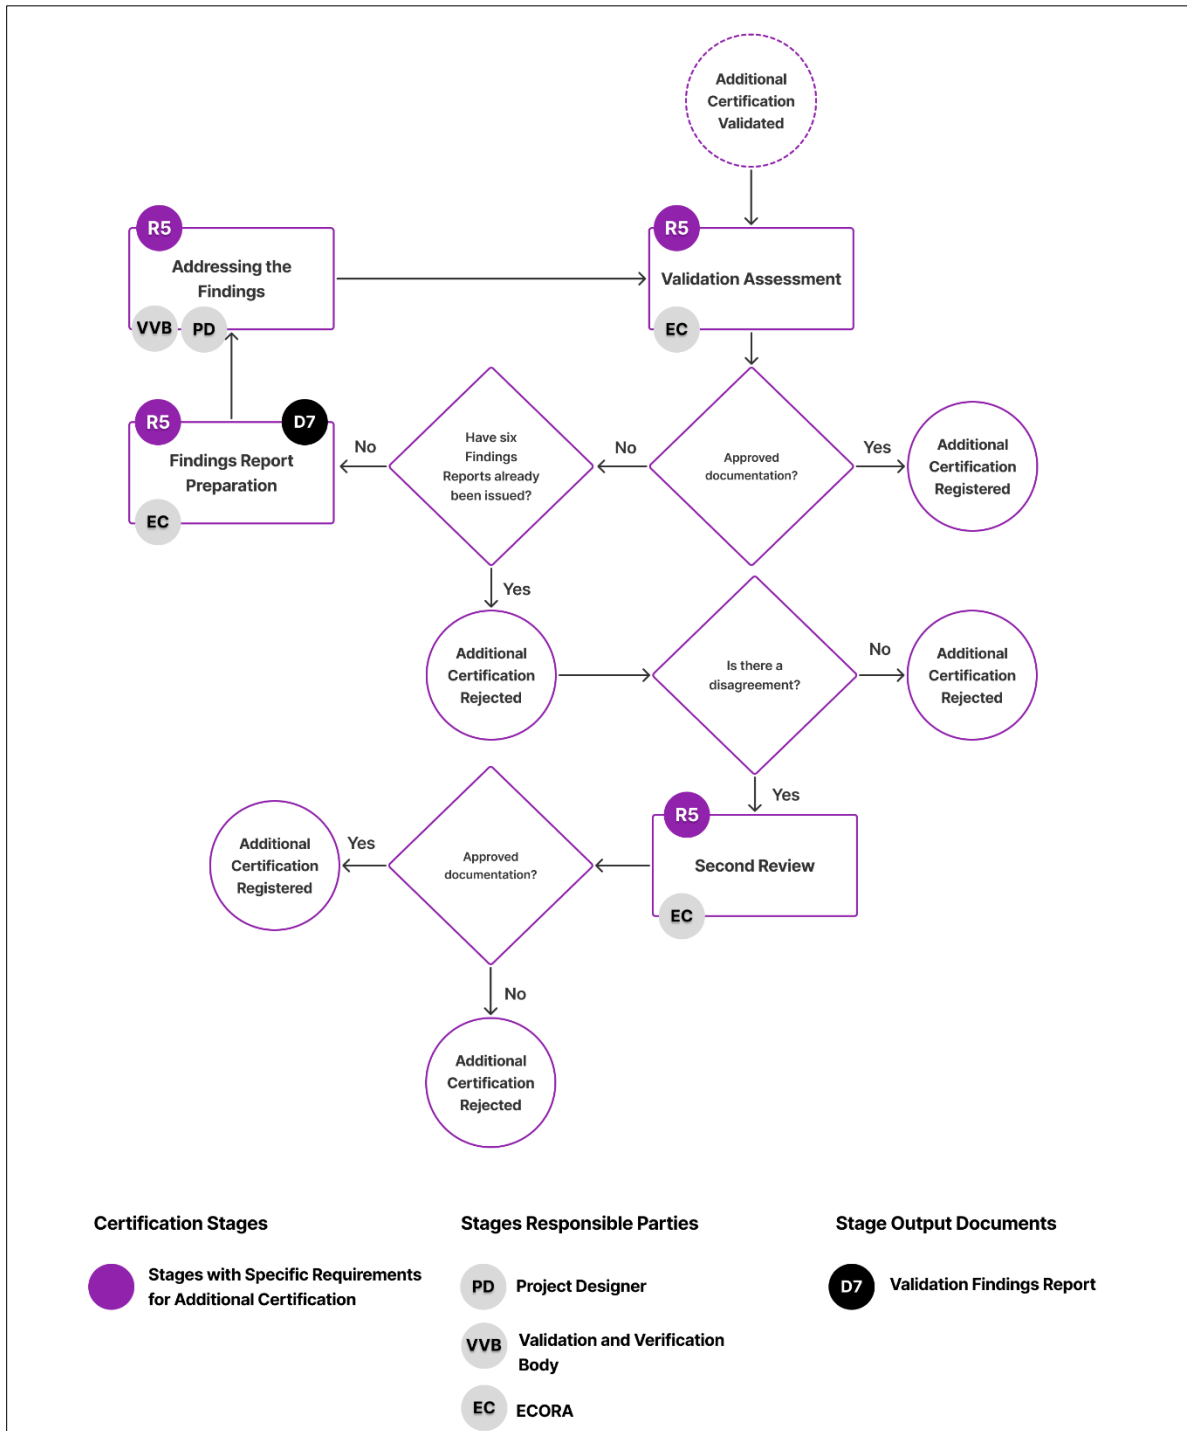 Additional
Certification
Validated
R5
Addressing the
Findings
VVB
PD
R5
Validation Assessment
EC
R5
D7
Findings Report
Preparation
EC
No
Have six
Findings
Reports already
been issued?
No
Approved
documentation?
Yes
Additional
Certification
Registered
Yes
Additional
Certification
Rejected
Is there a
disagreement?
No
Additional
Certification
Rejected
Yes
R5
Second Review
EC
Approved
documentation?
Yes
Additional
Certification
Registered
No
Additional
Certification
Rejected
Certification Stages
Stages with Specific Requirements
for Additional Certification
Stages Responsible Parties
PD
Project Designer
VVB
Validation and Verification
Body
EC
ECORA
Stage Output Documents
D7
Validation Findings Report